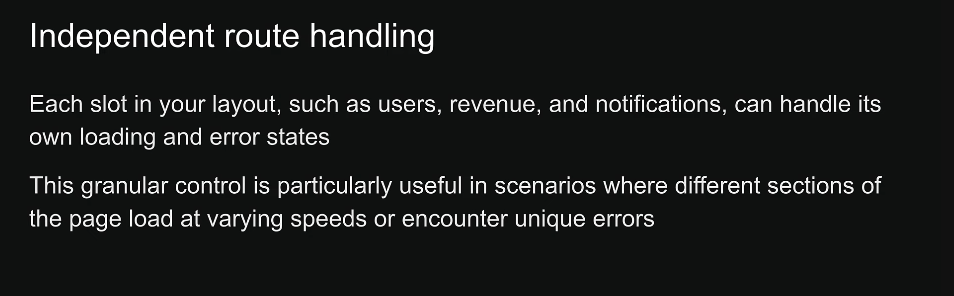 Independent route handling
Each slot in your layout, such as users, revenue, and notifications, can handle its
own loading and error states
This granular control is particularly useful in scenarios where different sections of
the page load at varying speeds or encounter unique errors